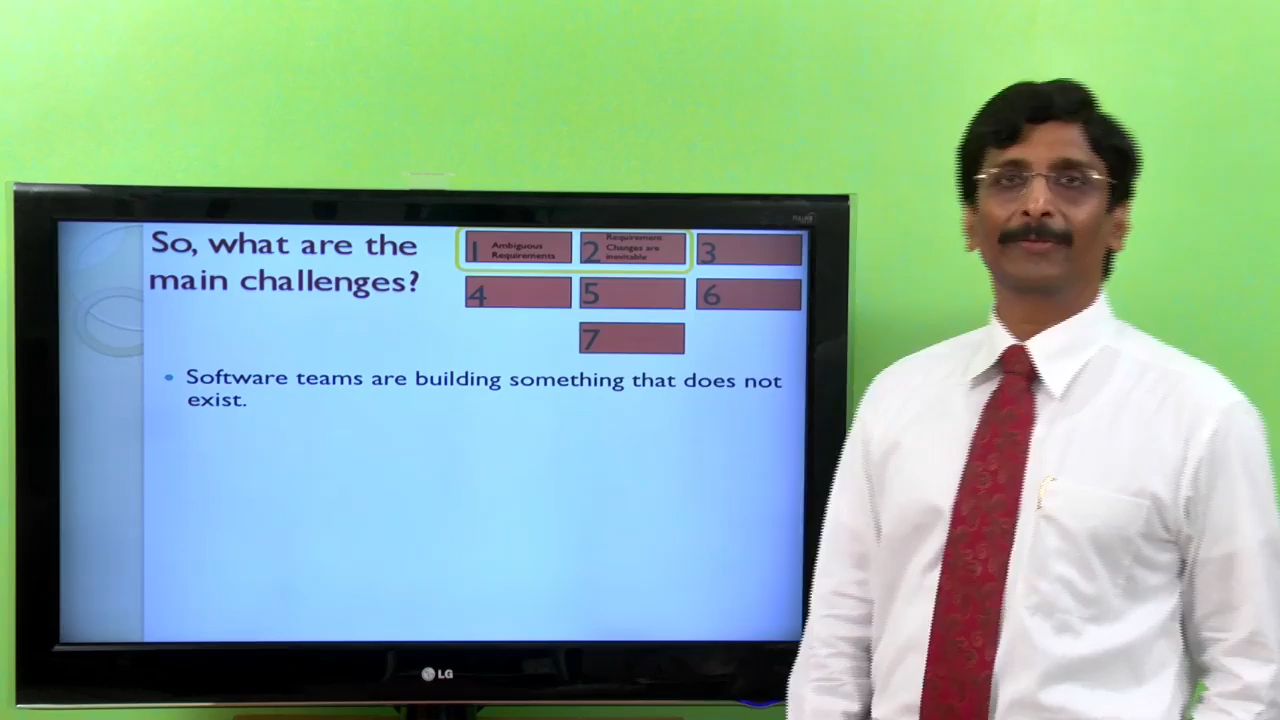 So, what are the
main challenges?
1 Ambiguous
Requirements
2 Requirement
Changes are
inevitable
3
4
5
6
7
• Software teams are building something that does not
exist.
LG